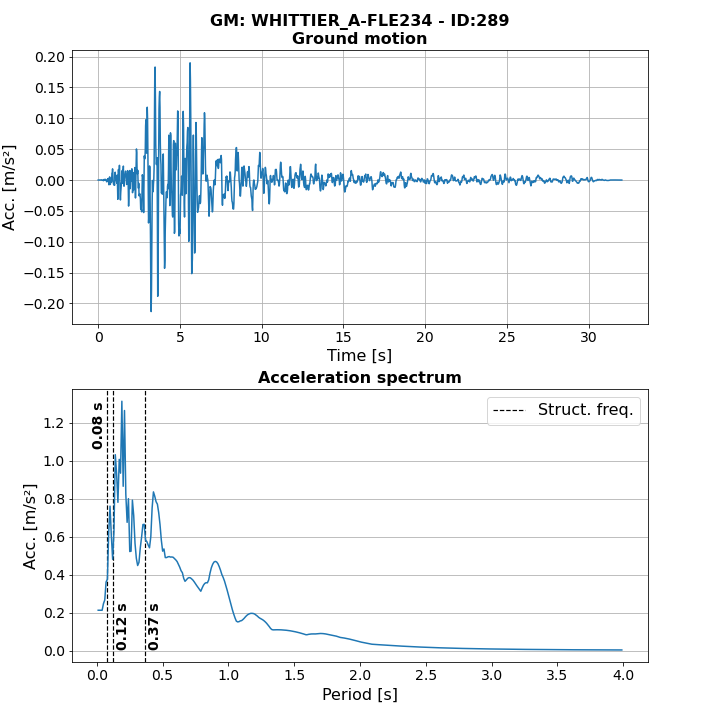 GM: WHITTIER_A-FLE234 - ID:289
Ground motion
Acc. [m/s²]
0.20
0.15
0.10
0.05
0.00
−0.05
−0.10
−0.15
−0.20
0 5 10 15 20 25 30
Time [s]
Acceleration spectrum
Acc. [m/s²]
1.2
1.0
0.8
0.6
0.4
0.2
0.0
0.08 s
0.12 s
0.37 s
Struct. freq.
0.0 0.5 1.0 1.5 2.0 2.5 3.0 3.5 4.0
Period [s]